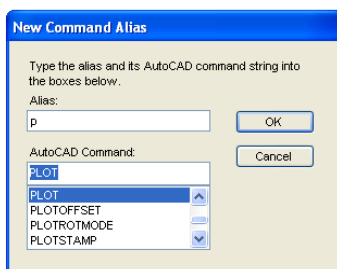 New Command Alias
Type the alias and its AutoCAD command string into
the boxes below.
Alias:
p
OK
AutoCAD Command:
Cancel
PLOT
PLOT
PLOTOFFSET
PLOTROTMODE
PLOTSTAMP